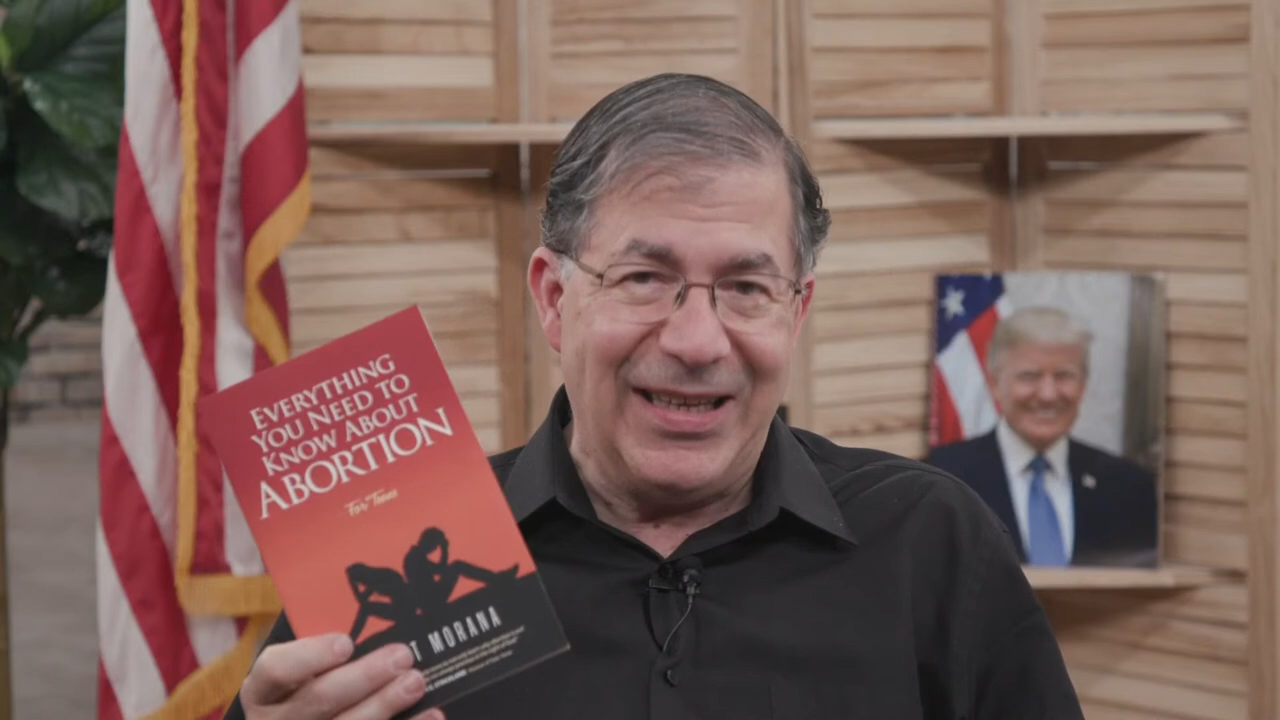 EVERYTHING
YOU NEED TO
KNOW ABOUT
ABORTION
For Teens
T MORANA